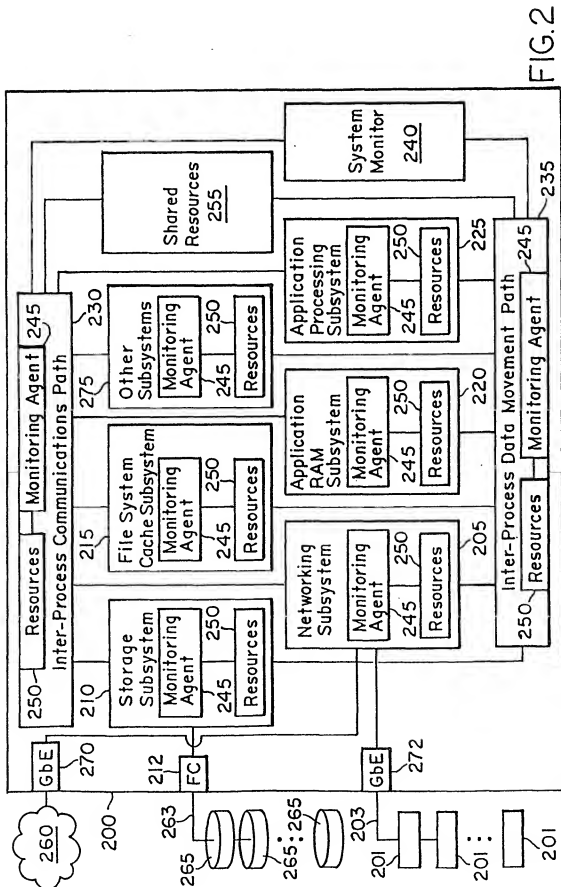 Resources
Monitoring Agent
245
Inter-Process Communications Path
250
230
Shared
Resources
255
System
Monitor
240
GbE
270
260
200
210
Storage
Subsystem
Monitoring
Agent
245
250
Resources
215
File System
Cache Subsystem
Monitoring
Agent
245
250
Resources
275
Other
Subsystems
Monitoring
Agent
245
250
Resources
FC
212
263
265
265
265
Networking
Subsystem
Monitoring
Agent
245
250
Resources
205
Application
RAM
Subsystem
Monitoring
Agent
245
250
Resources
220
Application
Processing
Subsystem
Monitoring
Agent
245
250
Resources
225
GbE
272
203
201
201
201
250
Resources
Inter-Process Data Movement Path
Monitoring Agent
245
235
FIG. 2